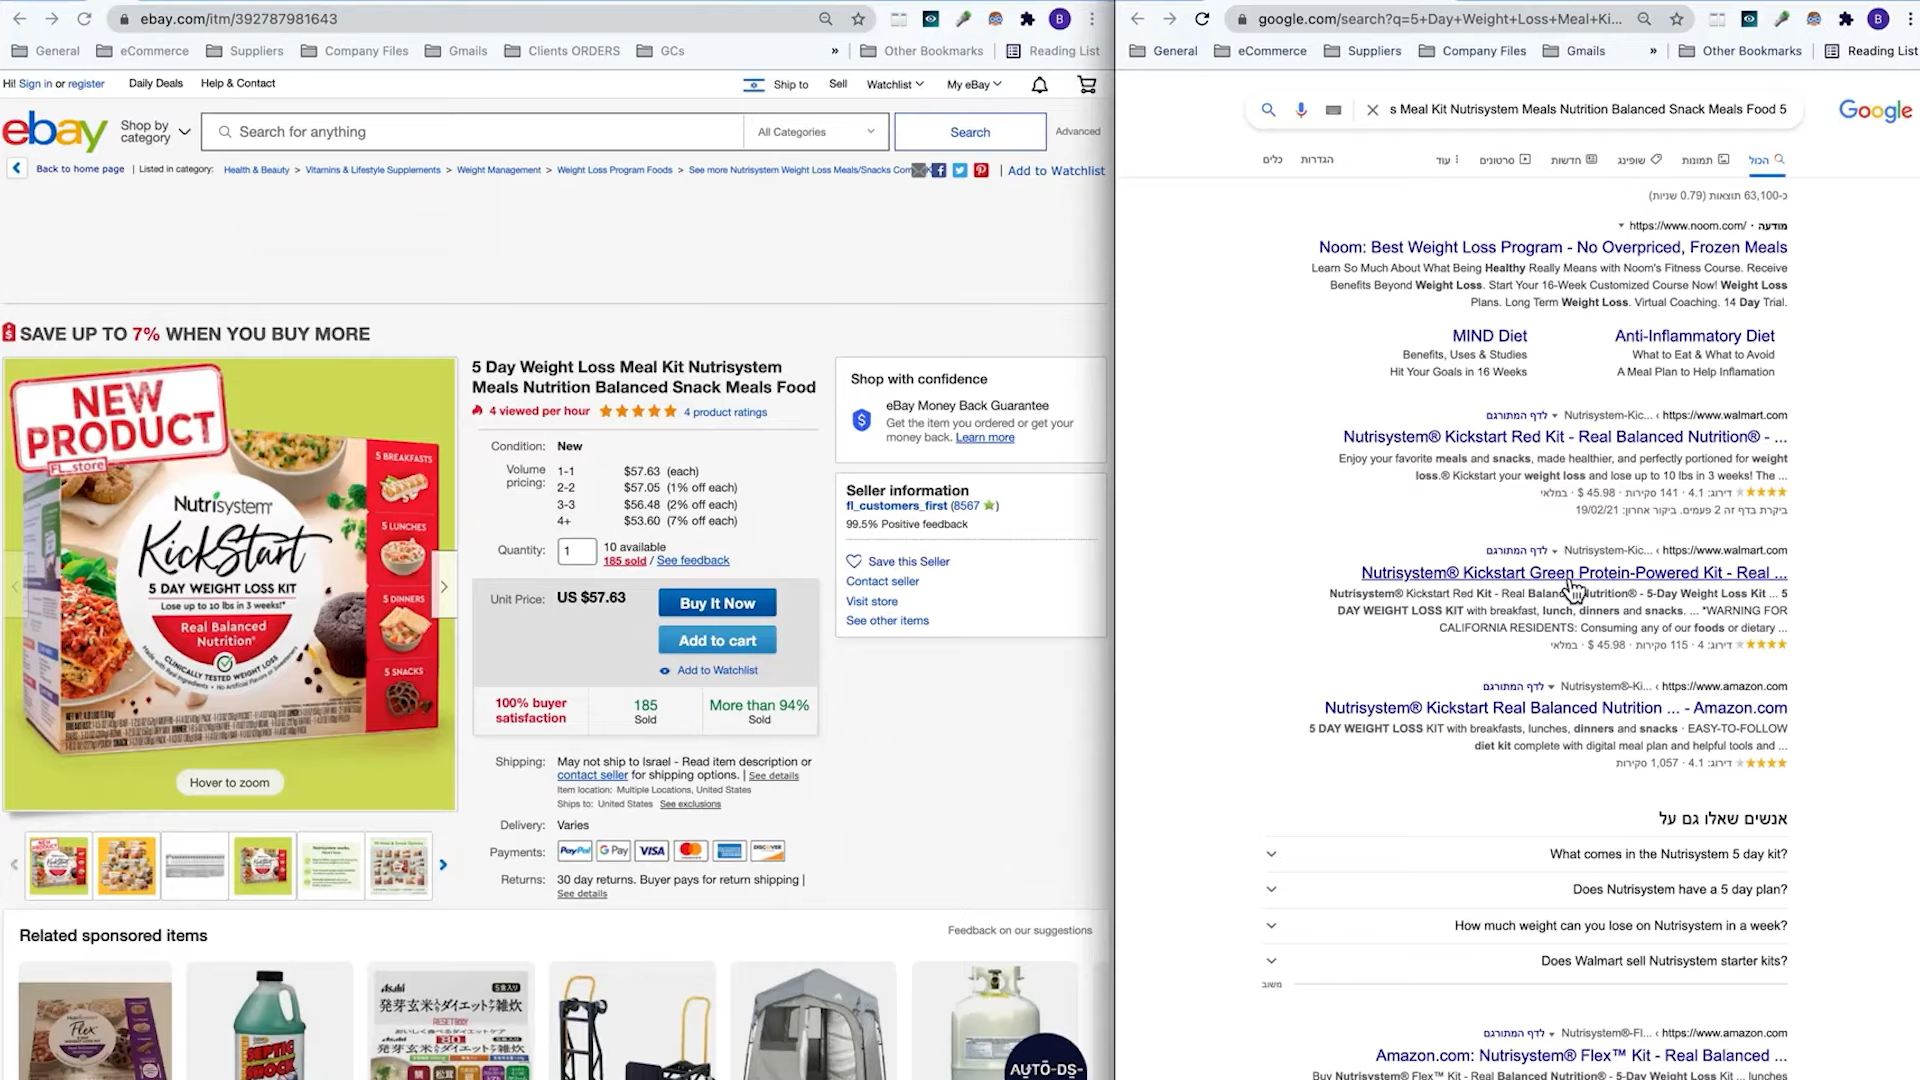 ebay.com/itm/392787981643
General eCommerce Suppliers Company Files Gmails Clients ORDERS GCs » Other Bookmarks Reading List
Hi! Sign in or register Daily Deals Help & Contact Ship to Sell Watchlist My eBay
ebay Shop by category Search for anything All Categories Search Advanced
Back to home page | Listed in category: Health & Beauty > Vitamins & Lifestyle Supplements > Weight Management > Weight Loss Program Foods > See more Nutrisystem Weight Loss Meals/Snacks Com | Add to Watchlist
SAVE UP TO 7% WHEN YOU BUY MORE
NEW
PRODUCT
FL_store
Nutrisystem
KickStart
5 DAY WEIGHT LOSS KIT
Lose up to 10 lbs in 3 weeks!*
Real Balanced
Nutrition®
CLINICALLY TESTED WEIGHT LOSS
5 BREAKFASTS
5 LUNCHES
5 DINNERS
5 SNACKS
Hover to zoom
5 Day Weight Loss Meal Kit Nutrisystem
Meals Nutrition Balanced Snack Meals Food
4 viewed per hour 4 product ratings
Condition: New
Volume pricing:
1-1 $57.63 (each)
2-2 $57.05 (1% off each)
3-3 $56.48 (2% off each)
4+ $53.60 (7% off each)
Quantity: 1 10 available
185 sold / See feedback
Unit Price: US $57.63 Buy It Now
Add to cart
Add to Watchlist
100% buyer satisfaction
185 Sold
More than 94% Sold
Shipping: May not ship to Israel - Read item description or
contact seller for shipping options. | See details
Item location: Multiple Locations, United States
Ships to: United States See exclusions
Delivery: Varies
Payments: PayPal G Pay VISA DISCOVER
Returns: 30 day returns. Buyer pays for return shipping |
See details
Shop with confidence
eBay Money Back Guarantee
Get the item you ordered or get your
money back. Learn more
Seller information
fl_customers_first (8567)
99.5% Positive feedback
Save this Seller
Contact seller
Visit store
See other items
Related sponsored items
Feedback on our suggestions
Flex
SEPTIC
SHOCK
Asahi
発芽玄米入りダイエットケア雑炊
AUTO-DS-
google.com/search?q=5+Day+Weight+Loss+Meal+Ki...
General eCommerce Suppliers Company Files Gmails » Other Bookmarks Reading List
s Meal Kit Nutrisystem Meals Nutrition Balanced Snack Meals Food 5
Google
הכול תמונות שופינג חדשות סרטונים עוד הגדרות כלים
כ-63,100 תוצאות (0.79 שניות)
מודעה · https://www.noom.com/
Noom: Best Weight Loss Program - No Overpriced, Frozen Meals
Learn So Much About What Being Healthy Really Means with Noom's Fitness Course. Receive
Benefits Beyond Weight Loss. Start Your 16-Week Customized Course Now! Weight Loss
Plans. Long Term Weight Loss. Virtual Coaching. 14 Day Trial.
MIND Diet
Benefits, Uses & Studies
Hit Your Goals in 16 Weeks
Anti-Inflammatory Diet
What to Eat & What to Avoid
A Meal Plan to Help Inflamation
https://www.walmart.com › Nutrisystem-Kic... לדף המתורגם
Nutrisystem® Kickstart Red Kit - Real Balanced Nutrition® - ...
Enjoy your favorite meals and snacks, made healthier, and perfectly portioned for weight
loss.® Kickstart your weight loss and lose up to 10 lbs in 3 weeks! The ...
דירוג: 4.1 · 141 סקירות · 45.98 $ · במלאי
ביקרת בדף זה 2 פעמים. ביקור אחרון: 19/02/21
https://www.walmart.com › Nutrisystem-Kic... לדף המתורגם
Nutrisystem® Kickstart Green Protein-Powered Kit - Real ...
Nutrisystem® Kickstart Red Kit - Real Balanced Nutrition® - 5-Day Weight Loss Kit ... 5
DAY WEIGHT LOSS KIT with breakfast, lunch, dinners and snacks. ... *WARNING FOR
CALIFORNIA RESIDENTS: Consuming any of our foods or dietary ...
דירוג: 4 · 115 סקירות · 45.98 $ · במלאי
https://www.amazon.com › Nutrisystem®-Ki... לדף המתורגם
Nutrisystem® Kickstart Real Balanced Nutrition ... - Amazon.com
5 DAY WEIGHT LOSS KIT with breakfasts, lunches, dinners and snacks · EASY-TO-FOLLOW
diet kit complete with digital meal plan and helpful tools and ...
דירוג: 4.1 · 1,057 סקירות
אנשים שאלו גם על
What comes in the Nutrisystem 5 day kit?
Does Nutrisystem have a 5 day plan?
How much weight can you lose on Nutrisystem in a week?
Does Walmart sell Nutrisystem starter kits?
משוב
https://www.amazon.com › Nutrisystem®-Fl... לדף המתורגם
Amazon.com: Nutrisystem® Flex™ Kit - Real Balanced ...
Buy Nutrisystem® Flex™ Kit - Real Balanced Nutrition® - 5-Day Weight Loss Kit ... lunches